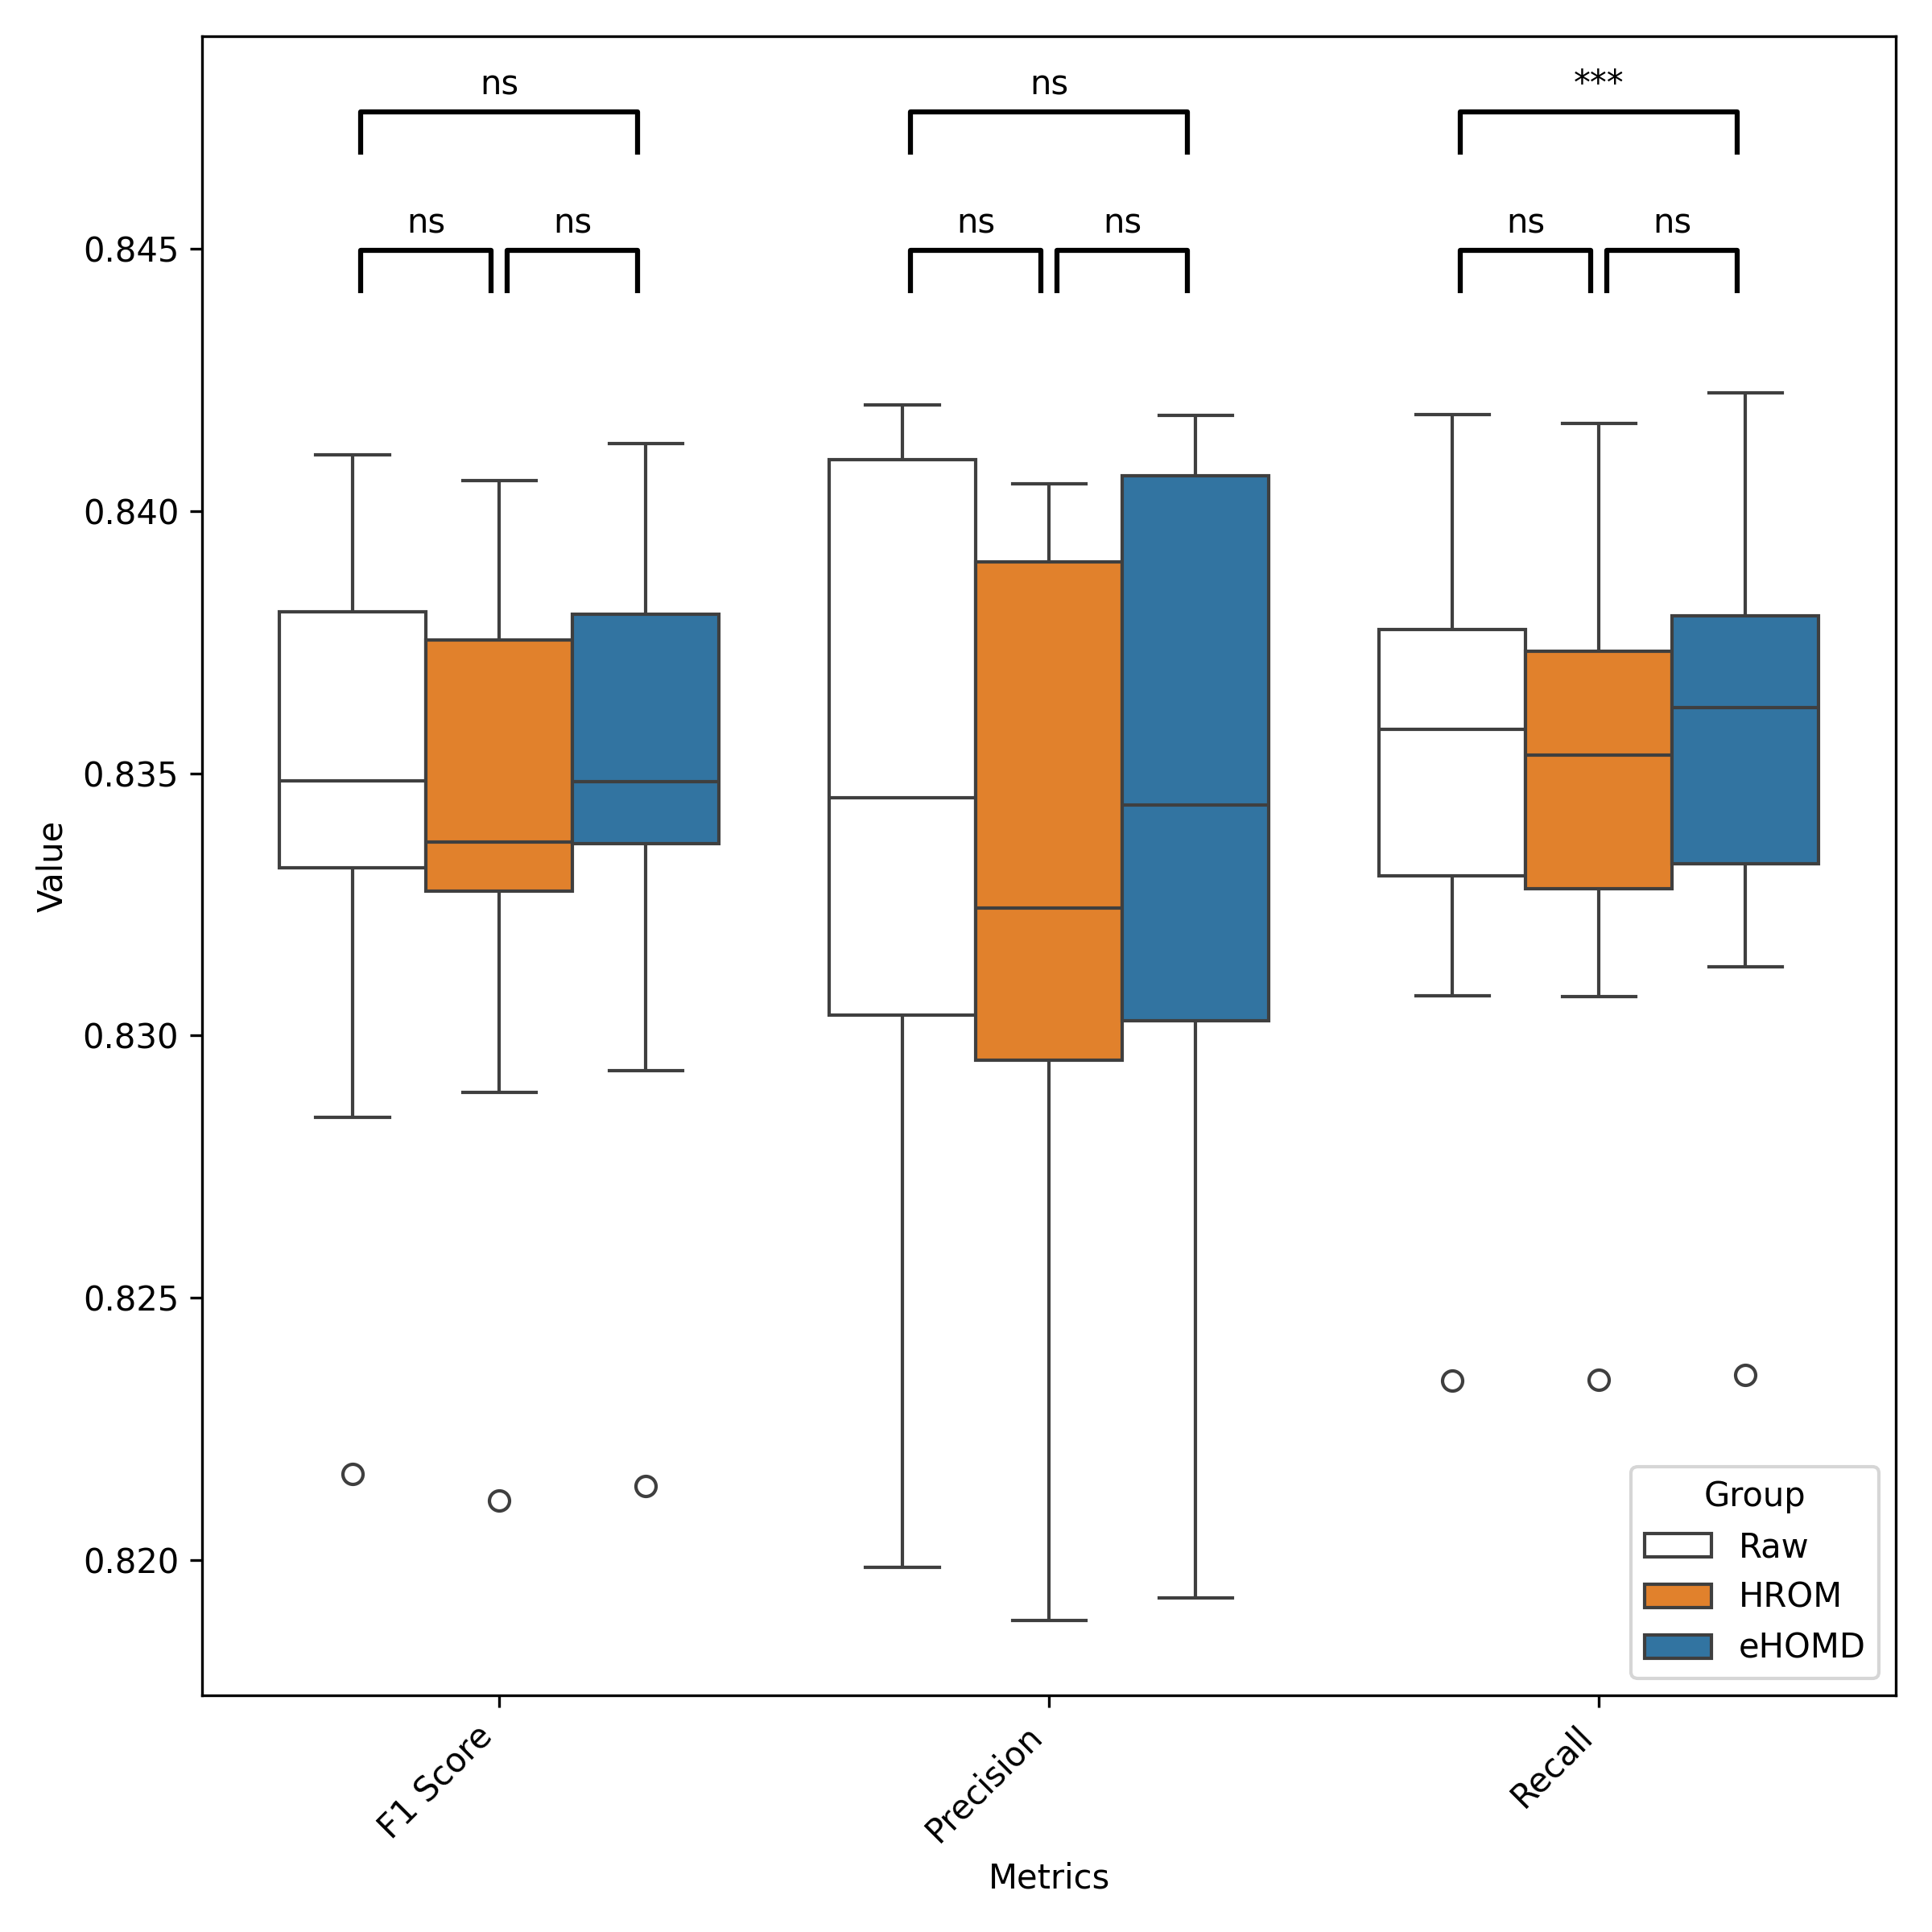 ns ns ***
ns ns ns ns ns ns
0.845
0.840
0.835
0.830
0.825
0.820
Value
Group
Raw
HROM
eHOMD
F1 Score
Precision
Recall
Metrics